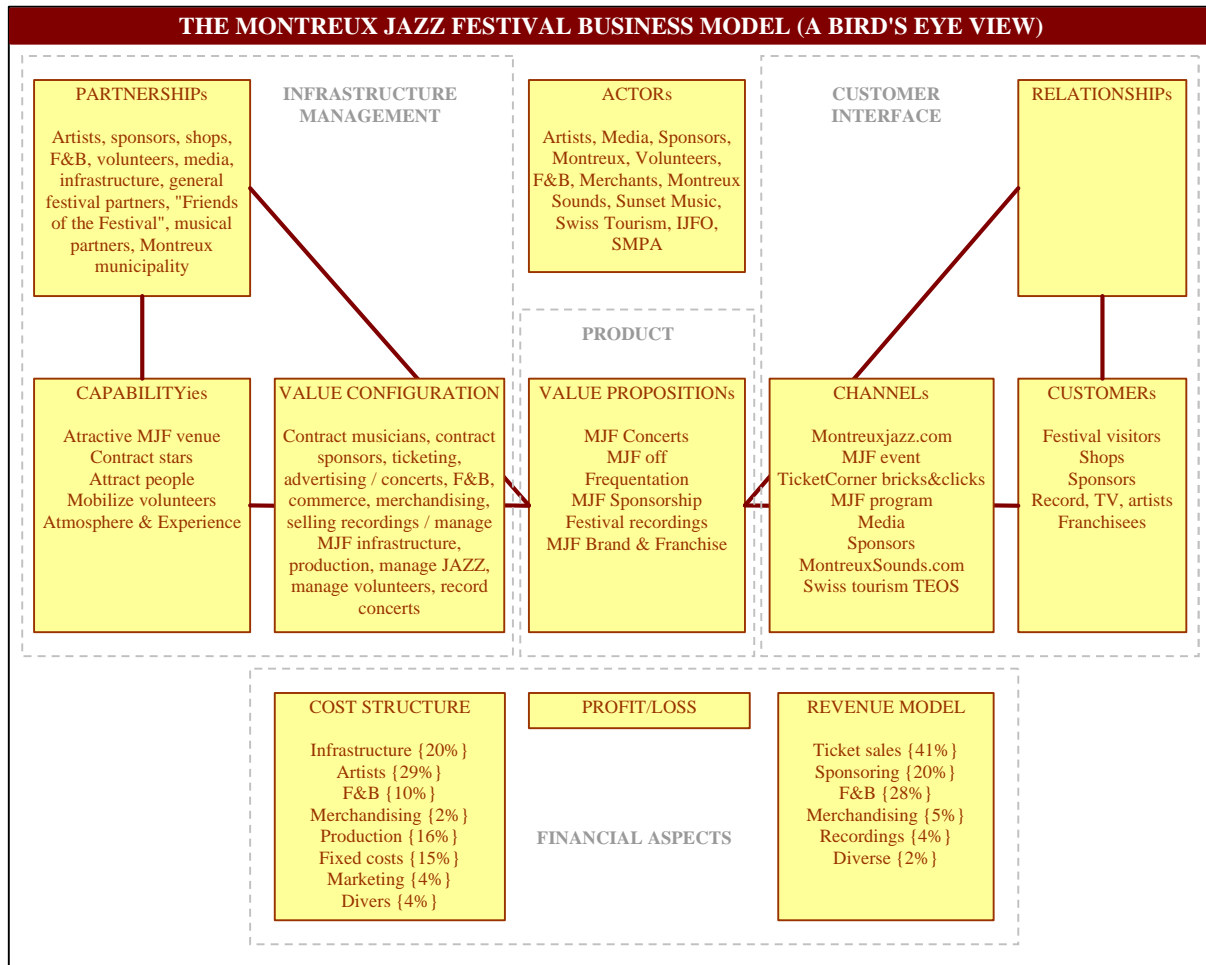 THE MONTREUX JAZZ FESTIVAL BUSINESS MODEL (A BIRD'S EYE VIEW)
PARTNERSHIPs
Artists, sponsors, shops,
F&B, volunteers, media,
infrastructure, general
festival partners, "Friends
of the Festival", musical
partners, Montreux
municipality
INFRASTRUCTURE
MANAGEMENT
ACTORs
Artists, Media, Sponsors,
Montreux, Volunteers,
F&B, Merchants, Montreux
Sounds, Sunset Music,
Swiss Tourism, IJFO,
SMPA
CUSTOMER
INTERFACE
RELATIONSHIPs
PRODUCT
CAPABILITYies
Atractive MJF venue
Contract stars
Attract people
Mobilize volunteers
Atmosphere & Experience
VALUE CONFIGURATION
Contract musicians, contract
sponsors, ticketing,
advertising / concerts, F&B,
commerce, merchandising,
selling recordings / manage
MJF infrastructure,
production, manage JAZZ,
manage volunteers, record
concerts
VALUE PROPOSITIONs
MJF Concerts
MJF off
Frequentation
MJF Sponsorship
Festival recordings
MJF Brand & Franchise
CHANNELs
Montreuxjazz.com
MJF event
TicketCorner bricks&clicks
MJF program
Media
Sponsors
MontreuxSounds.com
Swiss tourism TEOS
CUSTOMERs
Festival visitors
Shops
Sponsors
Record, TV, artists
Franchisees
COST STRUCTURE
Infrastructure {20%}
Artists {29%}
F&B {10%}
Merchandising {2%}
Production {16%}
Fixed costs {15%}
Marketing {4%}
Divers {4%}
PROFIT/LOSS
FINANCIAL ASPECTS
REVENUE MODEL
Ticket sales {41%}
Sponsoring {20%}
F&B {28%}
Merchandising {5%}
Recordings {4%}
Diverse {2%}